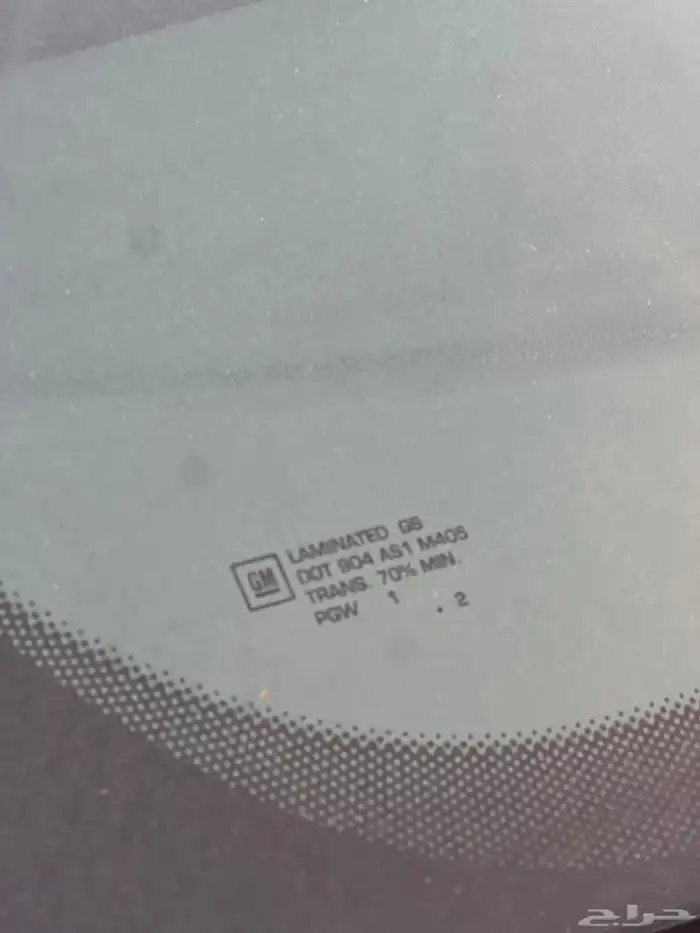 GM
LAMINATED GS
DOT 904 AS1 M405
TRANS. 70% MIN.
PGW 1 . 2
حراج